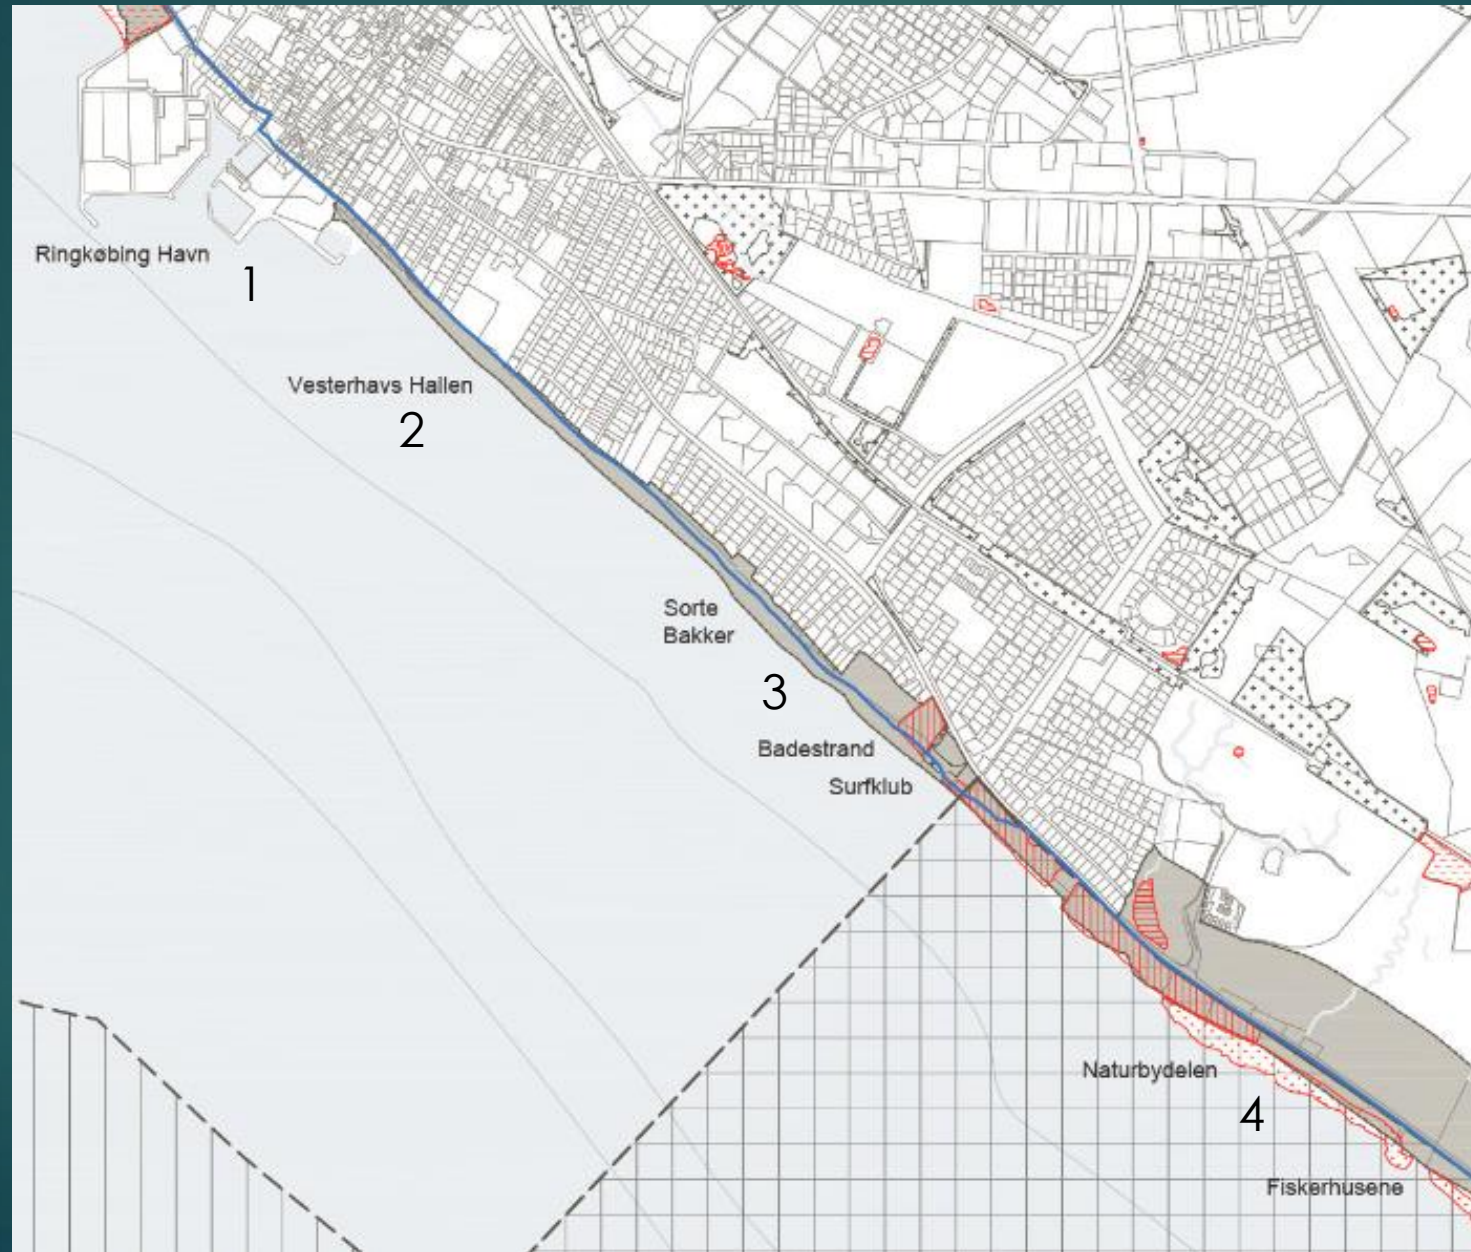 Ringkøbing Havn
1
Vesterhavs Hallen
2
Sorte
Bakker
3
Badestrand
Surfklub
Naturbydelen
4
Fiskerhusene